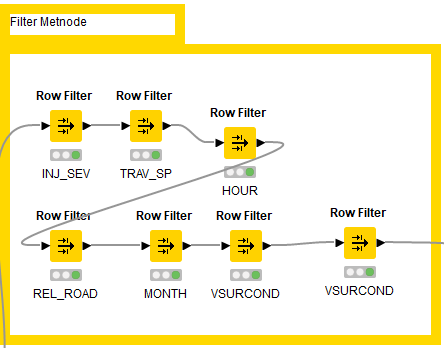 Filter Metnode
Row Filter
Row Filter
Row Filter
INJ_SEV
TRAV_SP
HOUR
Row Filter
Row Filter
Row Filter
Row Filter
REL_ROAD
MONTH
VSURCOND
VSURCOND